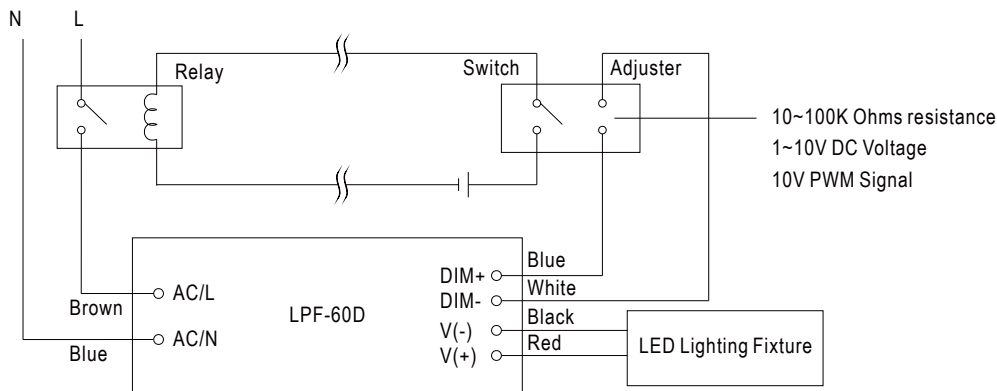 N L
Relay
Switch
Adjuster
10~100K Ohms resistance
1~10V DC Voltage
10V PWM Signal
Brown
Blue
AC/L
AC/N
LPF-60D
DIM+
DIM-
V(-)
V(+)
Blue
White
Black
Red
LED Lighting Fixture